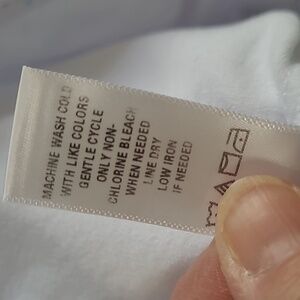 MACHINE WASH COLD
WITH LIKE COLORS
GENTLE CYCLE
ONLY NON-
CHLORINE BLEACH
WHEN NEEDED
LINE DRY
LOW IRON
IF NEEDED